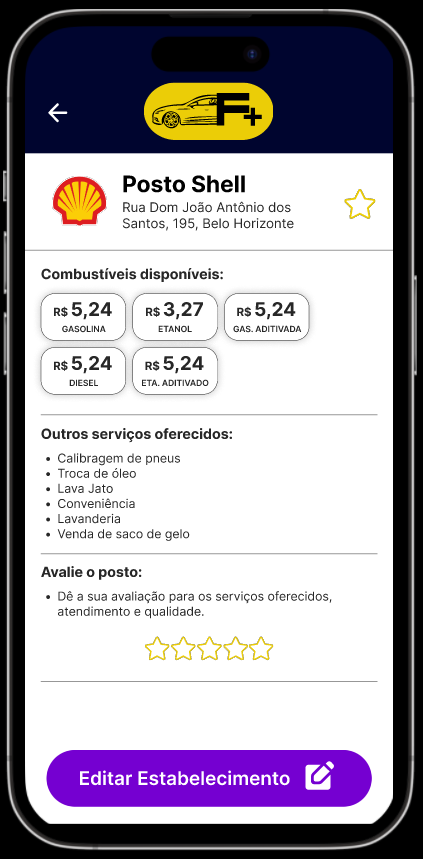 F+
Posto Shell
Rua Dom João Antônio dos
Santos, 195, Belo Horizonte
Combustíveis disponíveis:
R$ 5,24
GASOLINA
R$ 3,27
ETANOL
R$ 5,24
GAS. ADITIVADA
R$ 5,24
DIESEL
R$ 5,24
ETA. ADITIVADO
Outros serviços oferecidos:
• Calibragem de pneus
• Troca de óleo
• Lava Jato
• Conveniência
• Lavanderia
• Venda de saco de gelo
Avalie o posto:
• Dê a sua avaliação para os serviços oferecidos,
atendimento e qualidade.
Editar Estabelecimento